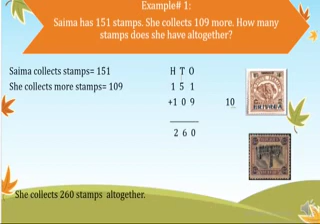 Example# 1:
Saima has 151 stamps. She collects 109 more. How many
stamps does she have altogether?
Saima collects stamps= 151
She collects more stamps= 109
H T O
1 5 1
+1 0 9
10
2 6 0
She collects 260 stamps altogether.